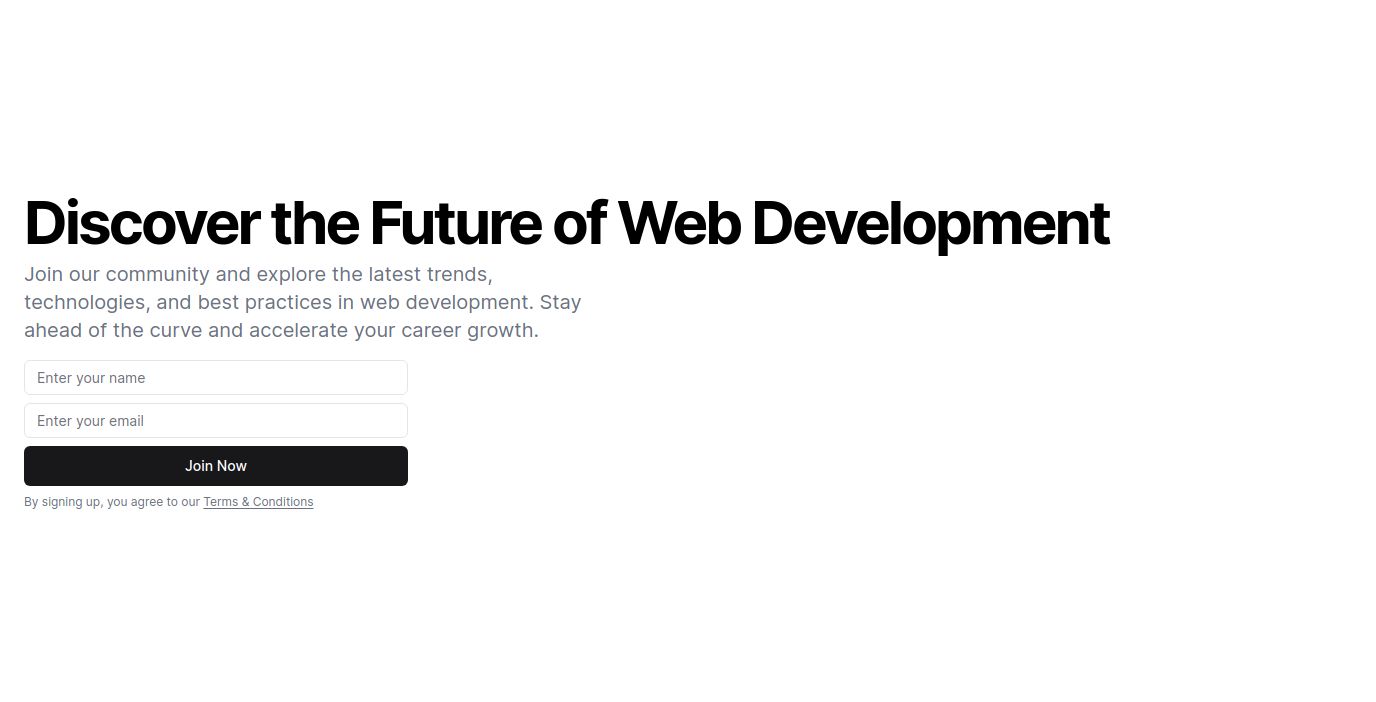 Discover the Future of Web Development
Join our community and explore the latest trends,
technologies, and best practices in web development. Stay
ahead of the curve and accelerate your career growth.
Enter your name
Enter your email
Join Now
By signing up, you agree to our Terms & Conditions